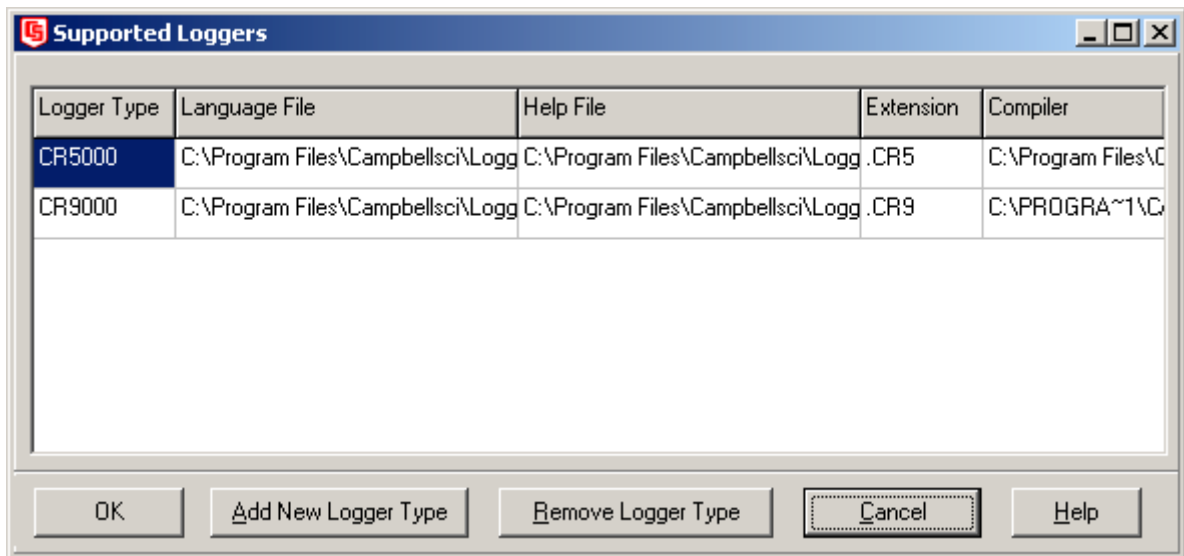 Supported Loggers
Logger Type Language File Help File Extension Compiler
CR5000 C:\Program Files\Campbellsci\Logg C:\Program Files\Campbellsci\Logg .CR5 C:\Program Files\C
CR9000 C:\Program Files\Campbellsci\Logg C:\Program Files\Campbellsci\Logg .CR9 C:\PROGRA~1\C
OK Add New Logger Type Remove Logger Type Cancel Help